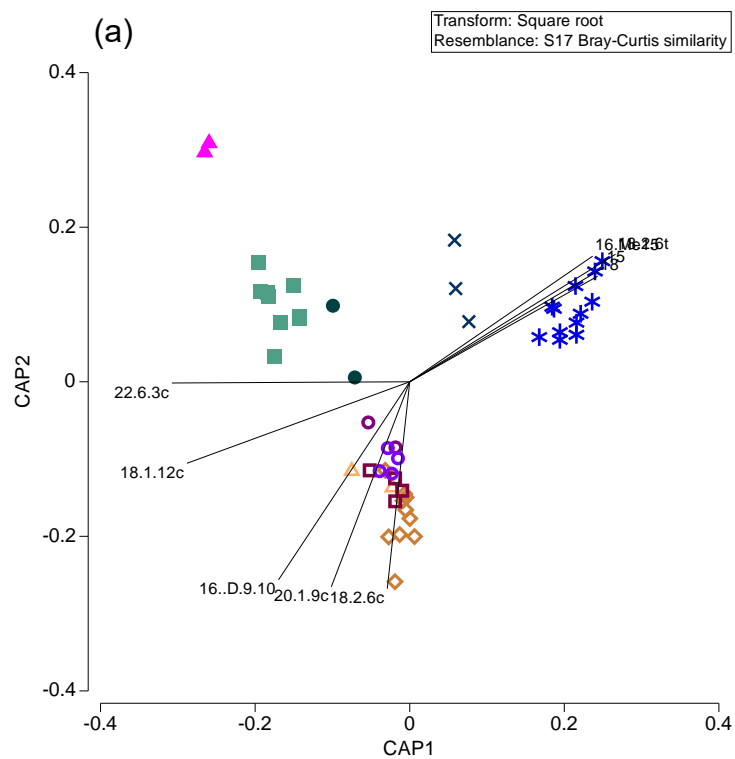 (a)
Transform: Square root
Resemblance: S17 Bray-Curtis similarity
0.4
0.2
0
-0.2
-0.4
CAP2
22.6.3c
18.1.12c
16..D.9.10
20.1.9c
18.2.6c
-0.4
-0.2
0
0.2
0.4
CAP1